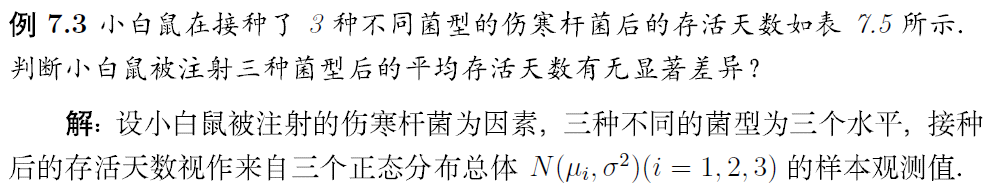 例 7.3 小白鼠在接种了 3 种不同菌型的伤寒杆菌后的存活天数如表 7.5 所示.
判断小白鼠被注射三种菌型后的平均存活天数有无显著差异?
解: 设小白鼠被注射的伤寒杆菌为因素, 三种不同的菌型为三个水平, 接种
后的存活天数视作来自三个正态分布总体 N(μᵢ, σ²)(i = 1, 2, 3) 的样本观测值.